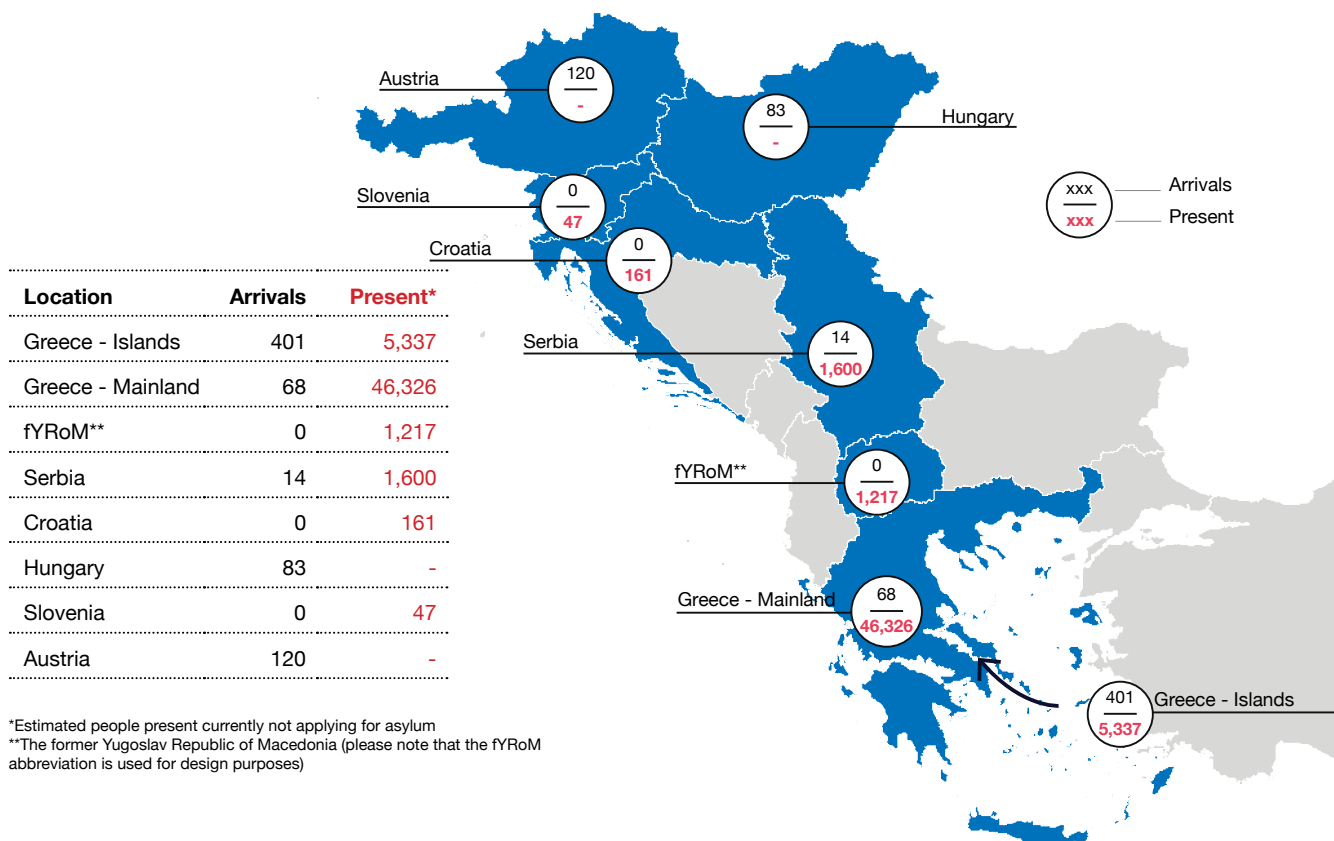 Austria
120
-
83
-
Hungary
Slovenia
0
47
xxx
Arrivals
xxx
Present
Croatia
0
161
Location Arrivals Present*
Greece - Islands 401 5,337
Greece - Mainland 68 46,326
fYRoM** 0 1,217
Serbia 14 1,600
Croatia 0 161
Hungary 83 -
Slovenia 0 47
Austria 120 -
Serbia
14
1,600
fYRoM**
0
1,217
Greece - Mainland
68
46,326
401
5,337
Greece - Islands
*Estimated people present currently not applying for asylum
**The former Yugoslav Republic of Macedonia (please note that the fYRoM
abbreviation is used for design purposes)